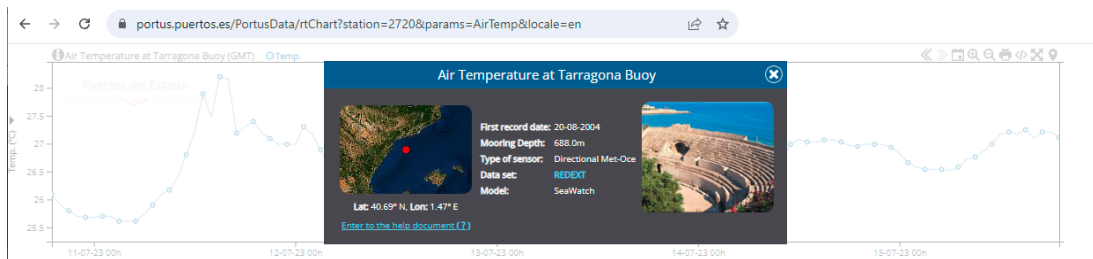 portus.puertos.es/PortusData/rtChart?station=2720&params=AirTemp&locale=en
Air Temperature at Tarragona Buoy (GMT) Temp.
Puertos del Estado
Air Temperature at Tarragona Buoy
First record date: 20-08-2004
Mooring Depth: 688.0m
Type of sensor: Directional Met-Oce
Data set: REDEXT
Model: SeaWatch
Lat: 40.69° N, Lon: 1.47° E
Enter to the help document (?)
Temp. (°C)
28
27.5
27
26.5
26
25.5
11-07-23 00h 12-07-23 00h 13-07-23 00h 14-07-23 00h 15-07-23 00h